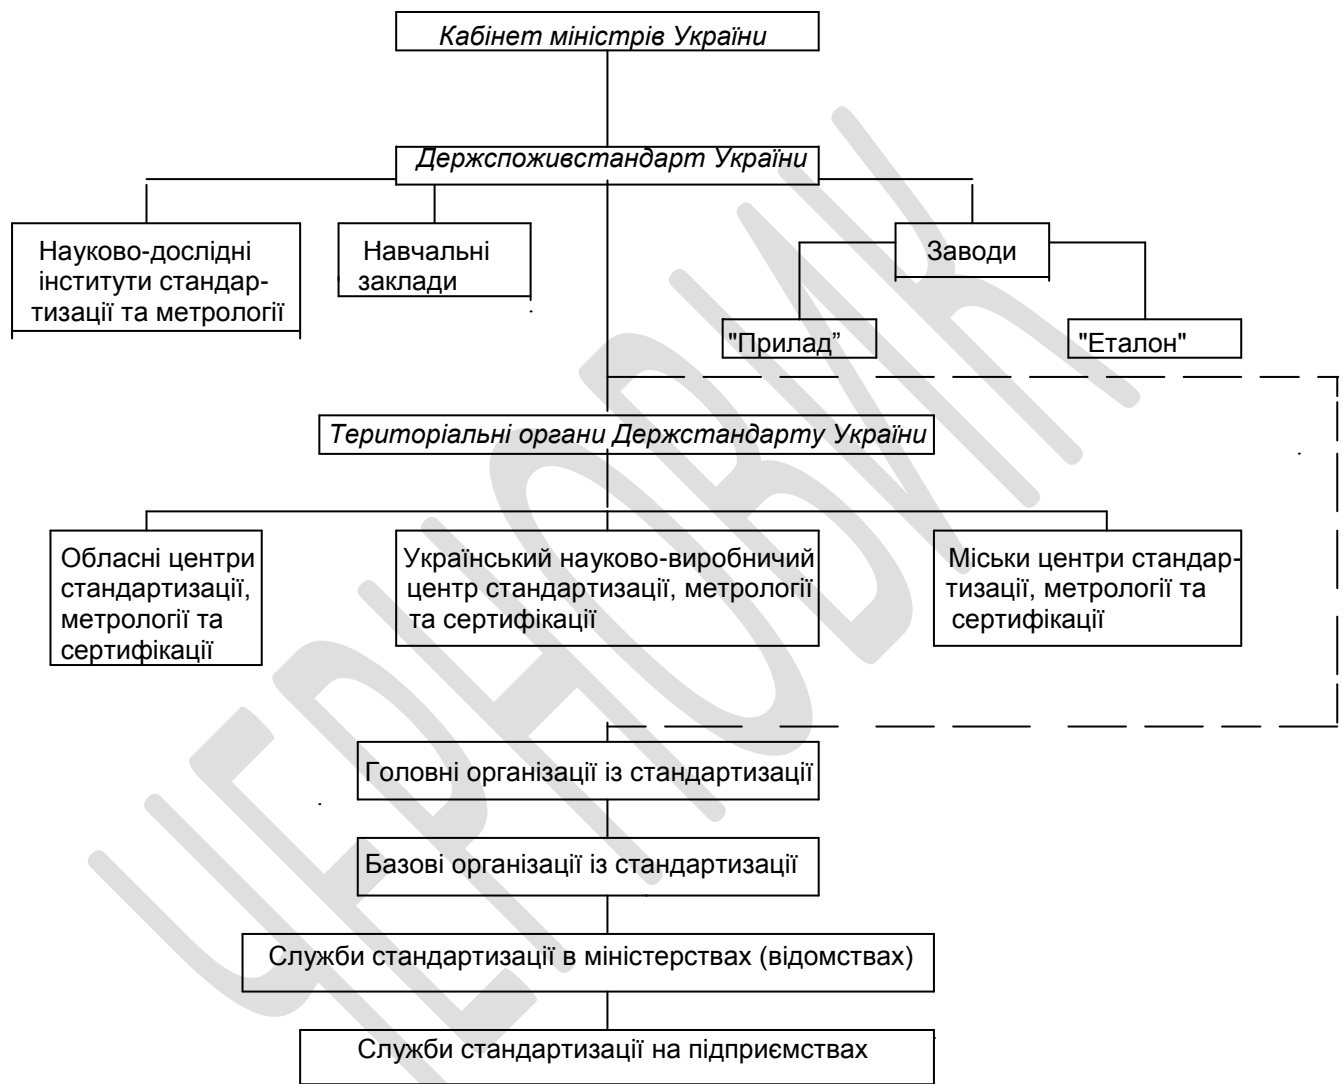 Кабінет міністрів України
Держспоживстандарт України
Науково-дослідні
інститути стандар-
тизації та метрології
Навчальні
заклади
Заводи
"Прилад”
"Еталон"
Територіальні органи Держстандарту України
Обласні центри
стандартизації,
метрології та
сертифікації
Український науково-виробничий
центр стандартизації, метрології
та сертифікації
Міськи центри стандар-
тизації, метрології та
сертифікації
Головні організації із стандартизації
Базові організації із стандартизації
Служби стандартизації в міністерствах (відомствах)
Служби стандартизації на підприємствах
ЧЕРНОВИК